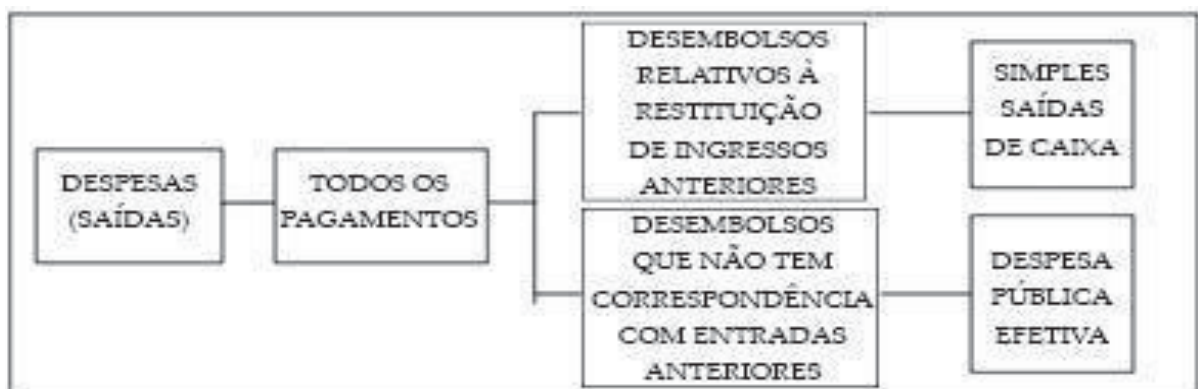 DESPESAS
(SAÍDAS)
TODOS OS
PAGAMENTOS
DESEMBOLSOS
RELATIVOS À
RESTITUIÇÃO
DE INGRESSOS
ANTERIORES
SIMPLES
SAÍDAS
DE CAIXA
DESEMBOLSOS
QUE NÃO TEM
CORRESPONDÊNCIA
COM ENTRADAS
ANTERIORES
DESPESA
PÚBLICA
EFETIVA